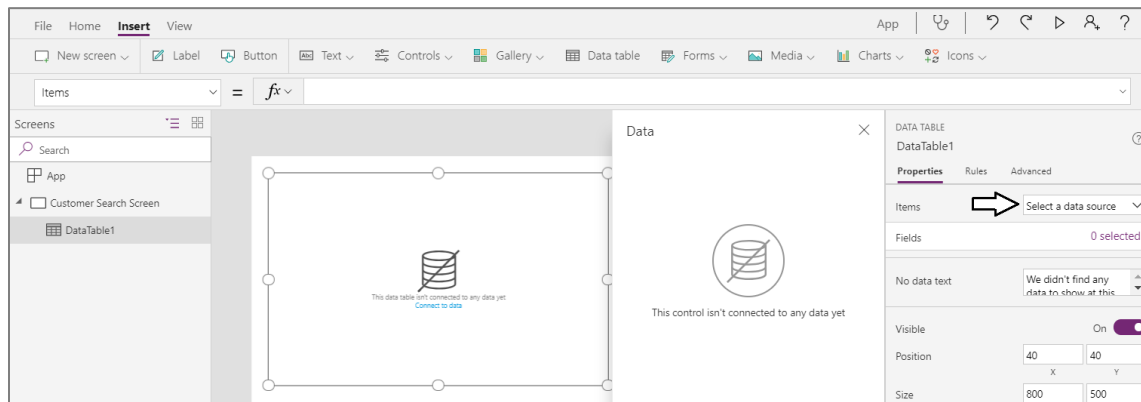 File Home Insert View App ?
New screen Label Button Abc Text Controls Gallery Data table Forms Media Charts Icons
Items = fx
Screens
Search
App
Customer Search Screen
DataTable1
This data table isn't connected to any data yet
Connect to data
Data
This control isn't connected to any data yet
DATA TABLE
DataTable1
?
Properties Rules Advanced
Items Select a data source
Fields 0 selected
No data text We didn't find any
data to show at this
Visible On
Position 40 40
X Y
Size 800 500